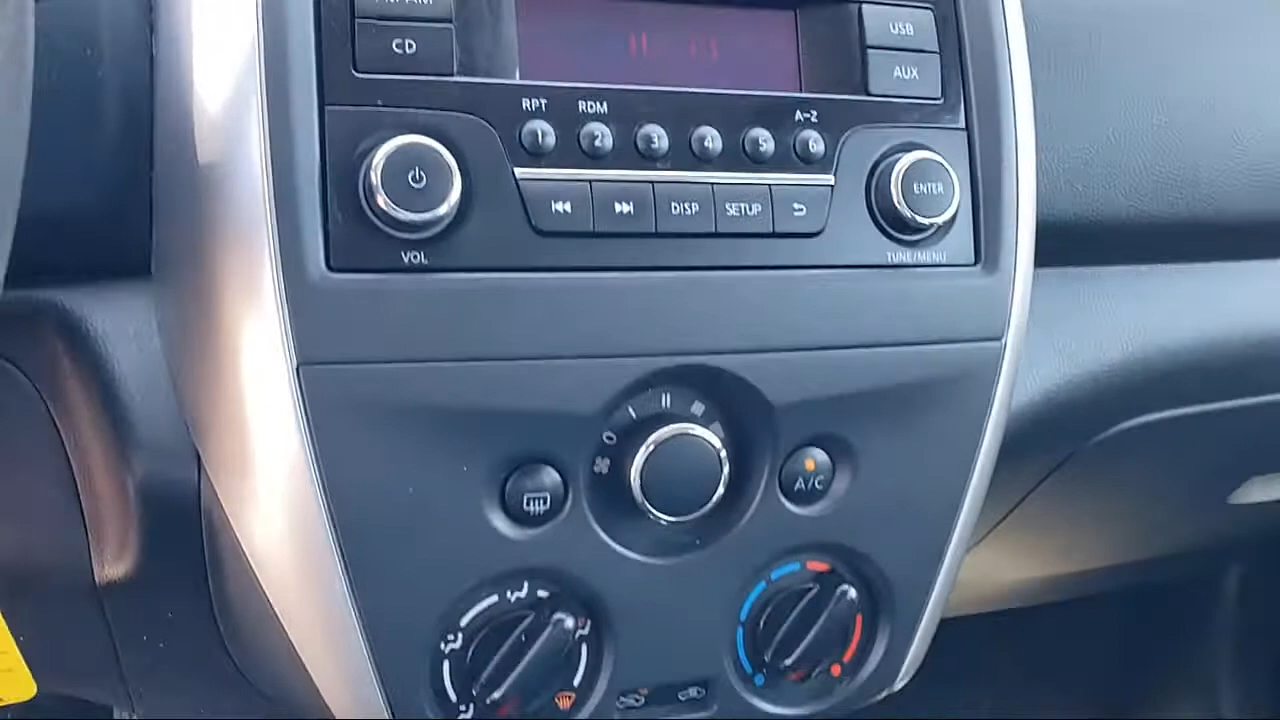 CD
USB
AUX
RPT RDM A-Z
1 2 3 4 5 6
DISP SETUP
ENTER
VOL
TUNE/MENU
A/C